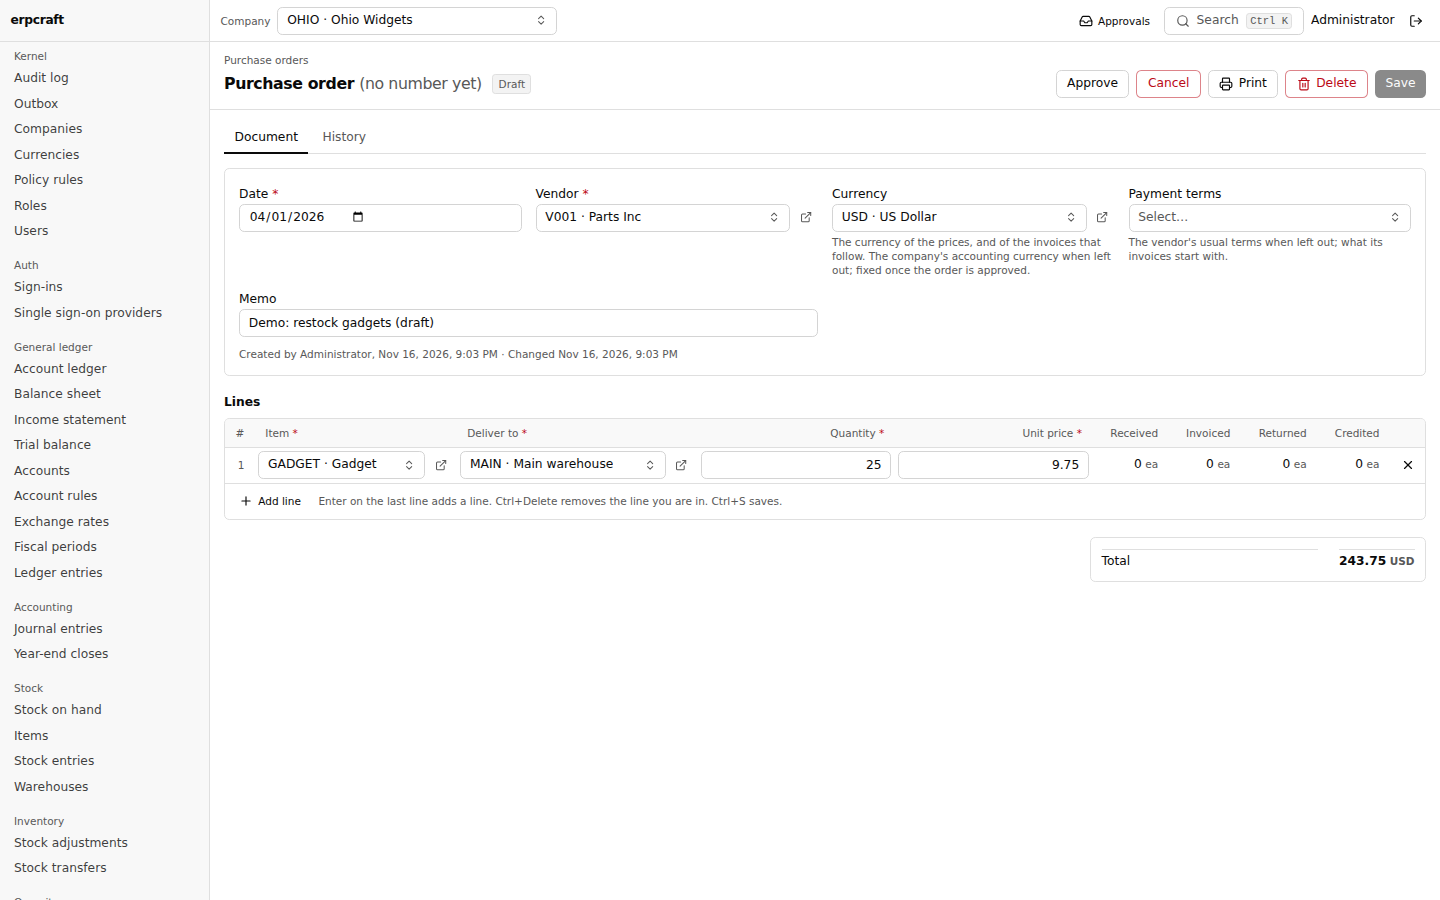 erpcraft
Company OHIO · Ohio Widgets Approvals Search Ctrl K Administrator
Kernel
Audit log
Outbox
Companies
Currencies
Policy rules
Roles
Users
Auth
Sign-ins
Single sign-on providers
General ledger
Account ledger
Balance sheet
Income statement
Trial balance
Accounts
Account rules
Exchange rates
Fiscal periods
Ledger entries
Accounting
Journal entries
Year-end closes
Stock
Stock on hand
Items
Stock entries
Warehouses
Inventory
Stock adjustments
Stock transfers
Purchase orders
Purchase order (no number yet) Draft
Approve Cancel Print Delete Save
Document History
Date * Vendor * Currency Payment terms
04/01/2026 V001 · Parts Inc USD · US Dollar Select...
The currency of the prices, and of the invoices that
follow. The company's accounting currency when left
out; fixed once the order is approved.
The vendor's usual terms when left out; what its
invoices start with.
Memo
Demo: restock gadgets (draft)
Created by Administrator, Nov 16, 2026, 9:03 PM · Changed Nov 16, 2026, 9:03 PM
Lines
# Item * Deliver to * Quantity * Unit price * Received Invoiced Returned Credited
1 GADGET · Gadget MAIN · Main warehouse 25 9.75 0 ea 0 ea 0 ea 0 ea
Add line Enter on the last line adds a line. Ctrl+Delete removes the line you are in. Ctrl+S saves.
Total 243.75 USD